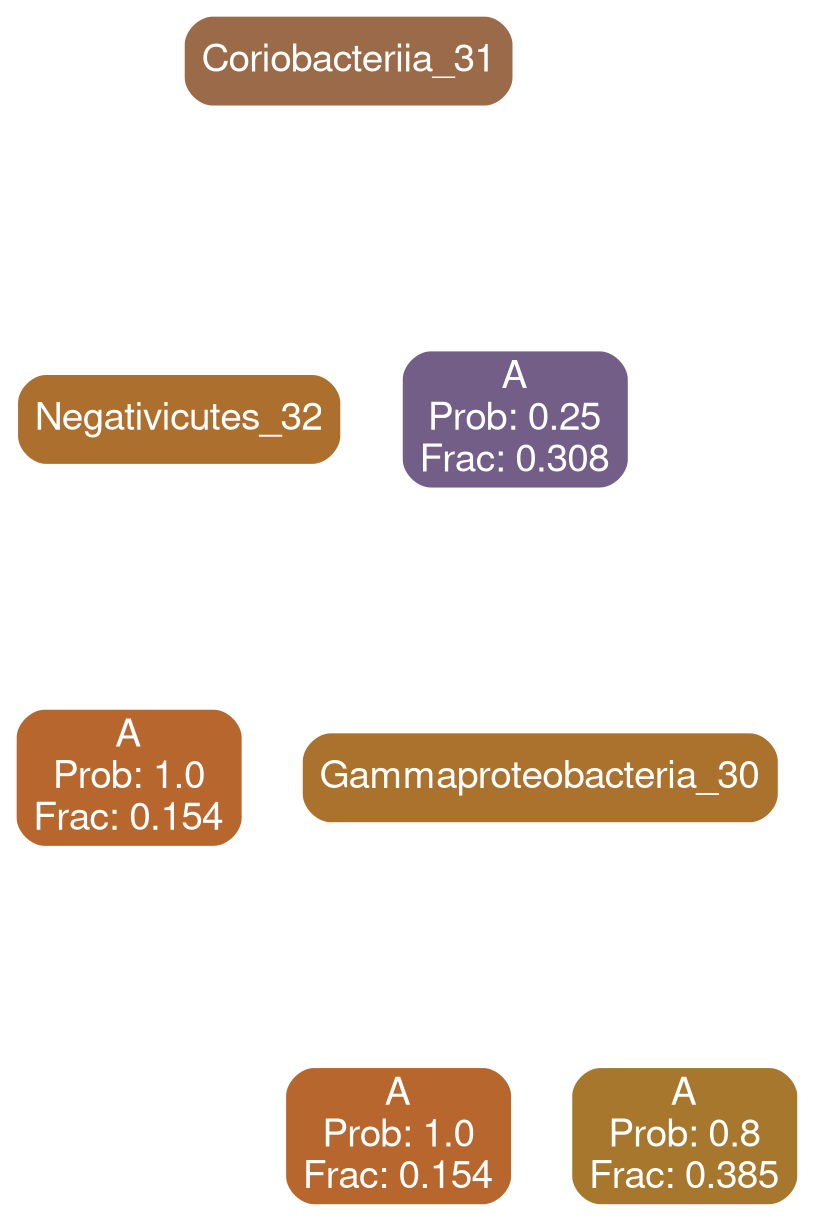 Coriobacteriia_31
Negativicutes_32
A
Prob: 0.25
Frac: 0.308
A
Prob: 1.0
Frac: 0.154
Gammaproteobacteria_30
A
Prob: 1.0
Frac: 0.154
A
Prob: 0.8
Frac: 0.385